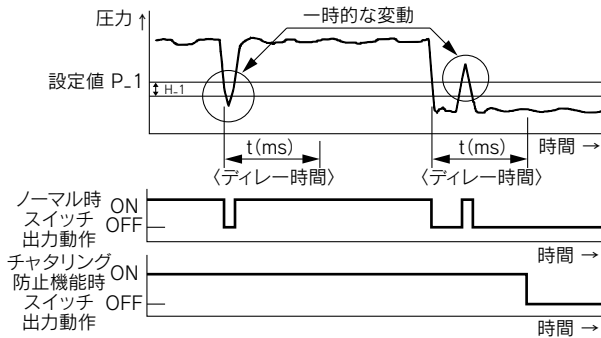 圧力 ↑
一時的な変動
設定値 P_1
H_1
t(ms)
t(ms)
時間 →
〈ディレー時間〉
〈ディレー時間〉
ノーマル時
スイッチ
出力動作
ON
OFF
時間 →
チャタリング
防止機能時
スイッチ
出力動作
ON
OFF
時間 →